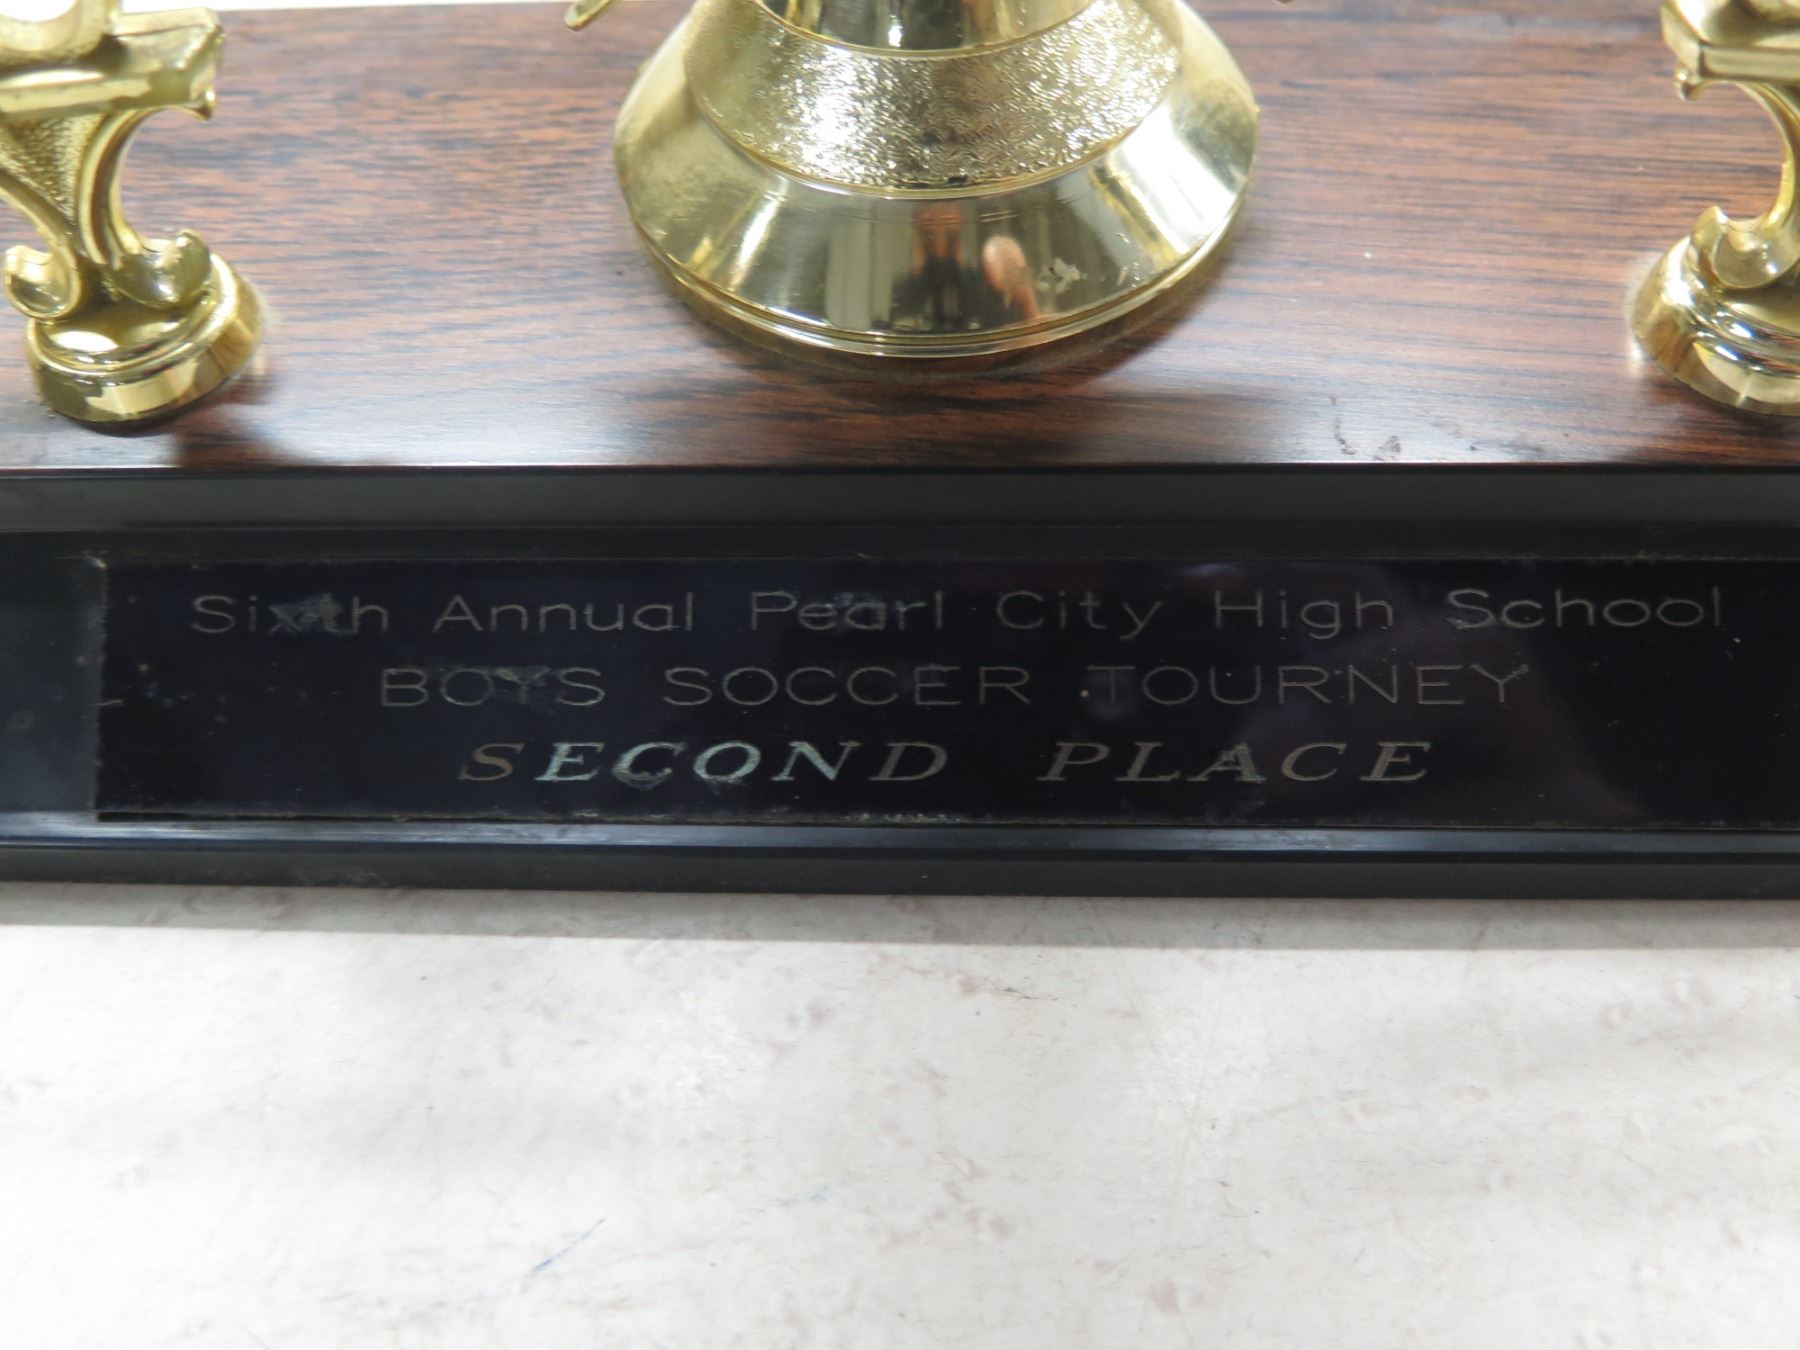 Sixth Annual Pearl City High School
BOYS SOCCER TOURNEY
SECOND PLACE